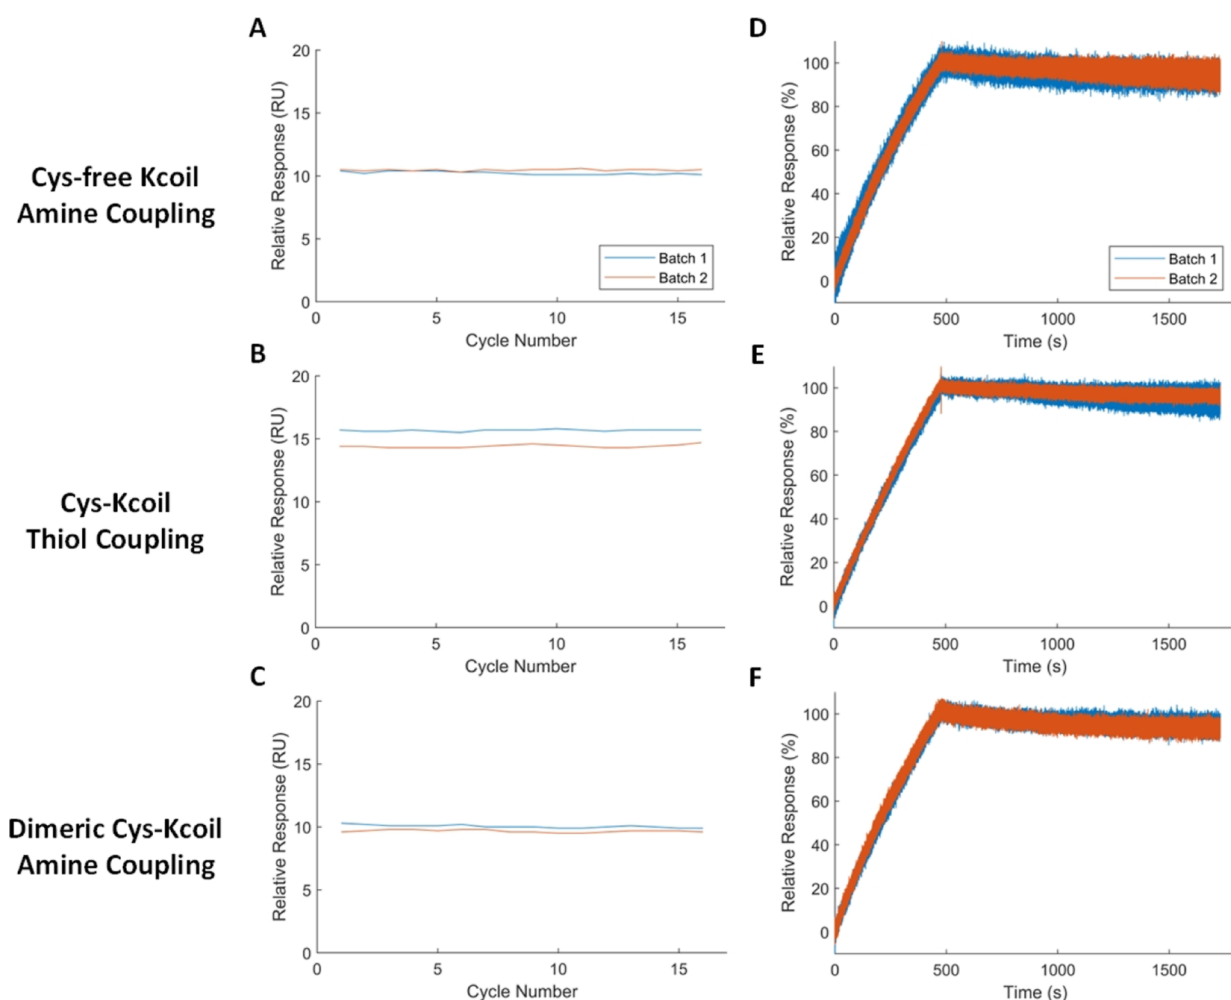 A
20
15
10
5
0
Relative Response (RU)
0
5
10
15
Cycle Number
Batch 1
Batch 2
D
100
80
60
40
20
0
Relative Response (%)
0
500
1000
1500
Time (s)
Batch 1
Batch 2
Cys-free Kcoil
Amine Coupling
B
20
15
10
5
0
Relative Response (RU)
0
5
10
15
Cycle Number
E
100
80
60
40
20
0
Relative Response (%)
0
500
1000
1500
Time (s)
Cys-Kcoil
Thiol Coupling
C
20
15
10
5
0
Relative Response (RU)
0
5
10
15
Cycle Number
F
100
80
60
40
20
0
Relative Response (%)
0
500
1000
1500
Time (s)
Dimeric Cys-Kcoil
Amine Coupling